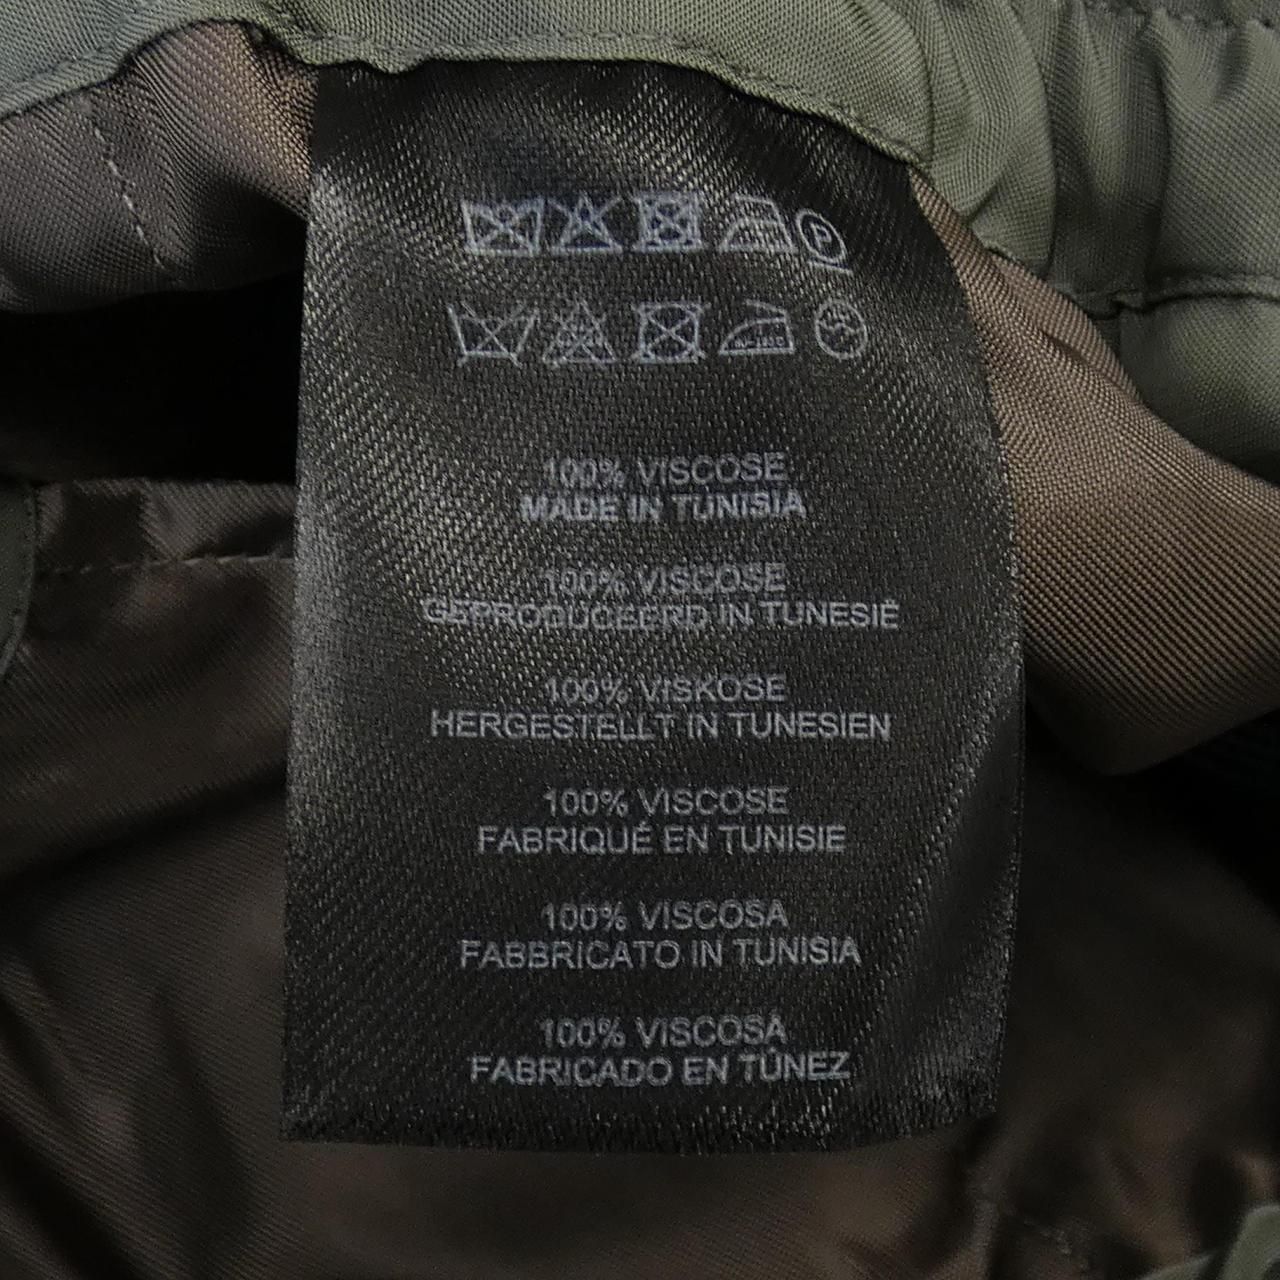 P
100% VISCOSE
MADE IN TUNISIA
100% VISCOSE
GEPRODUCEERD IN TUNESIË
100% VISKOSE
HERGESTELLT IN TUNESIEN
100% VISCOSE
FABRIQUÉ EN TUNISIE
100% VISCOSA
FABBRICATO IN TUNISIA
100% VISCOSA
FABRICADO EN TÚNEZ